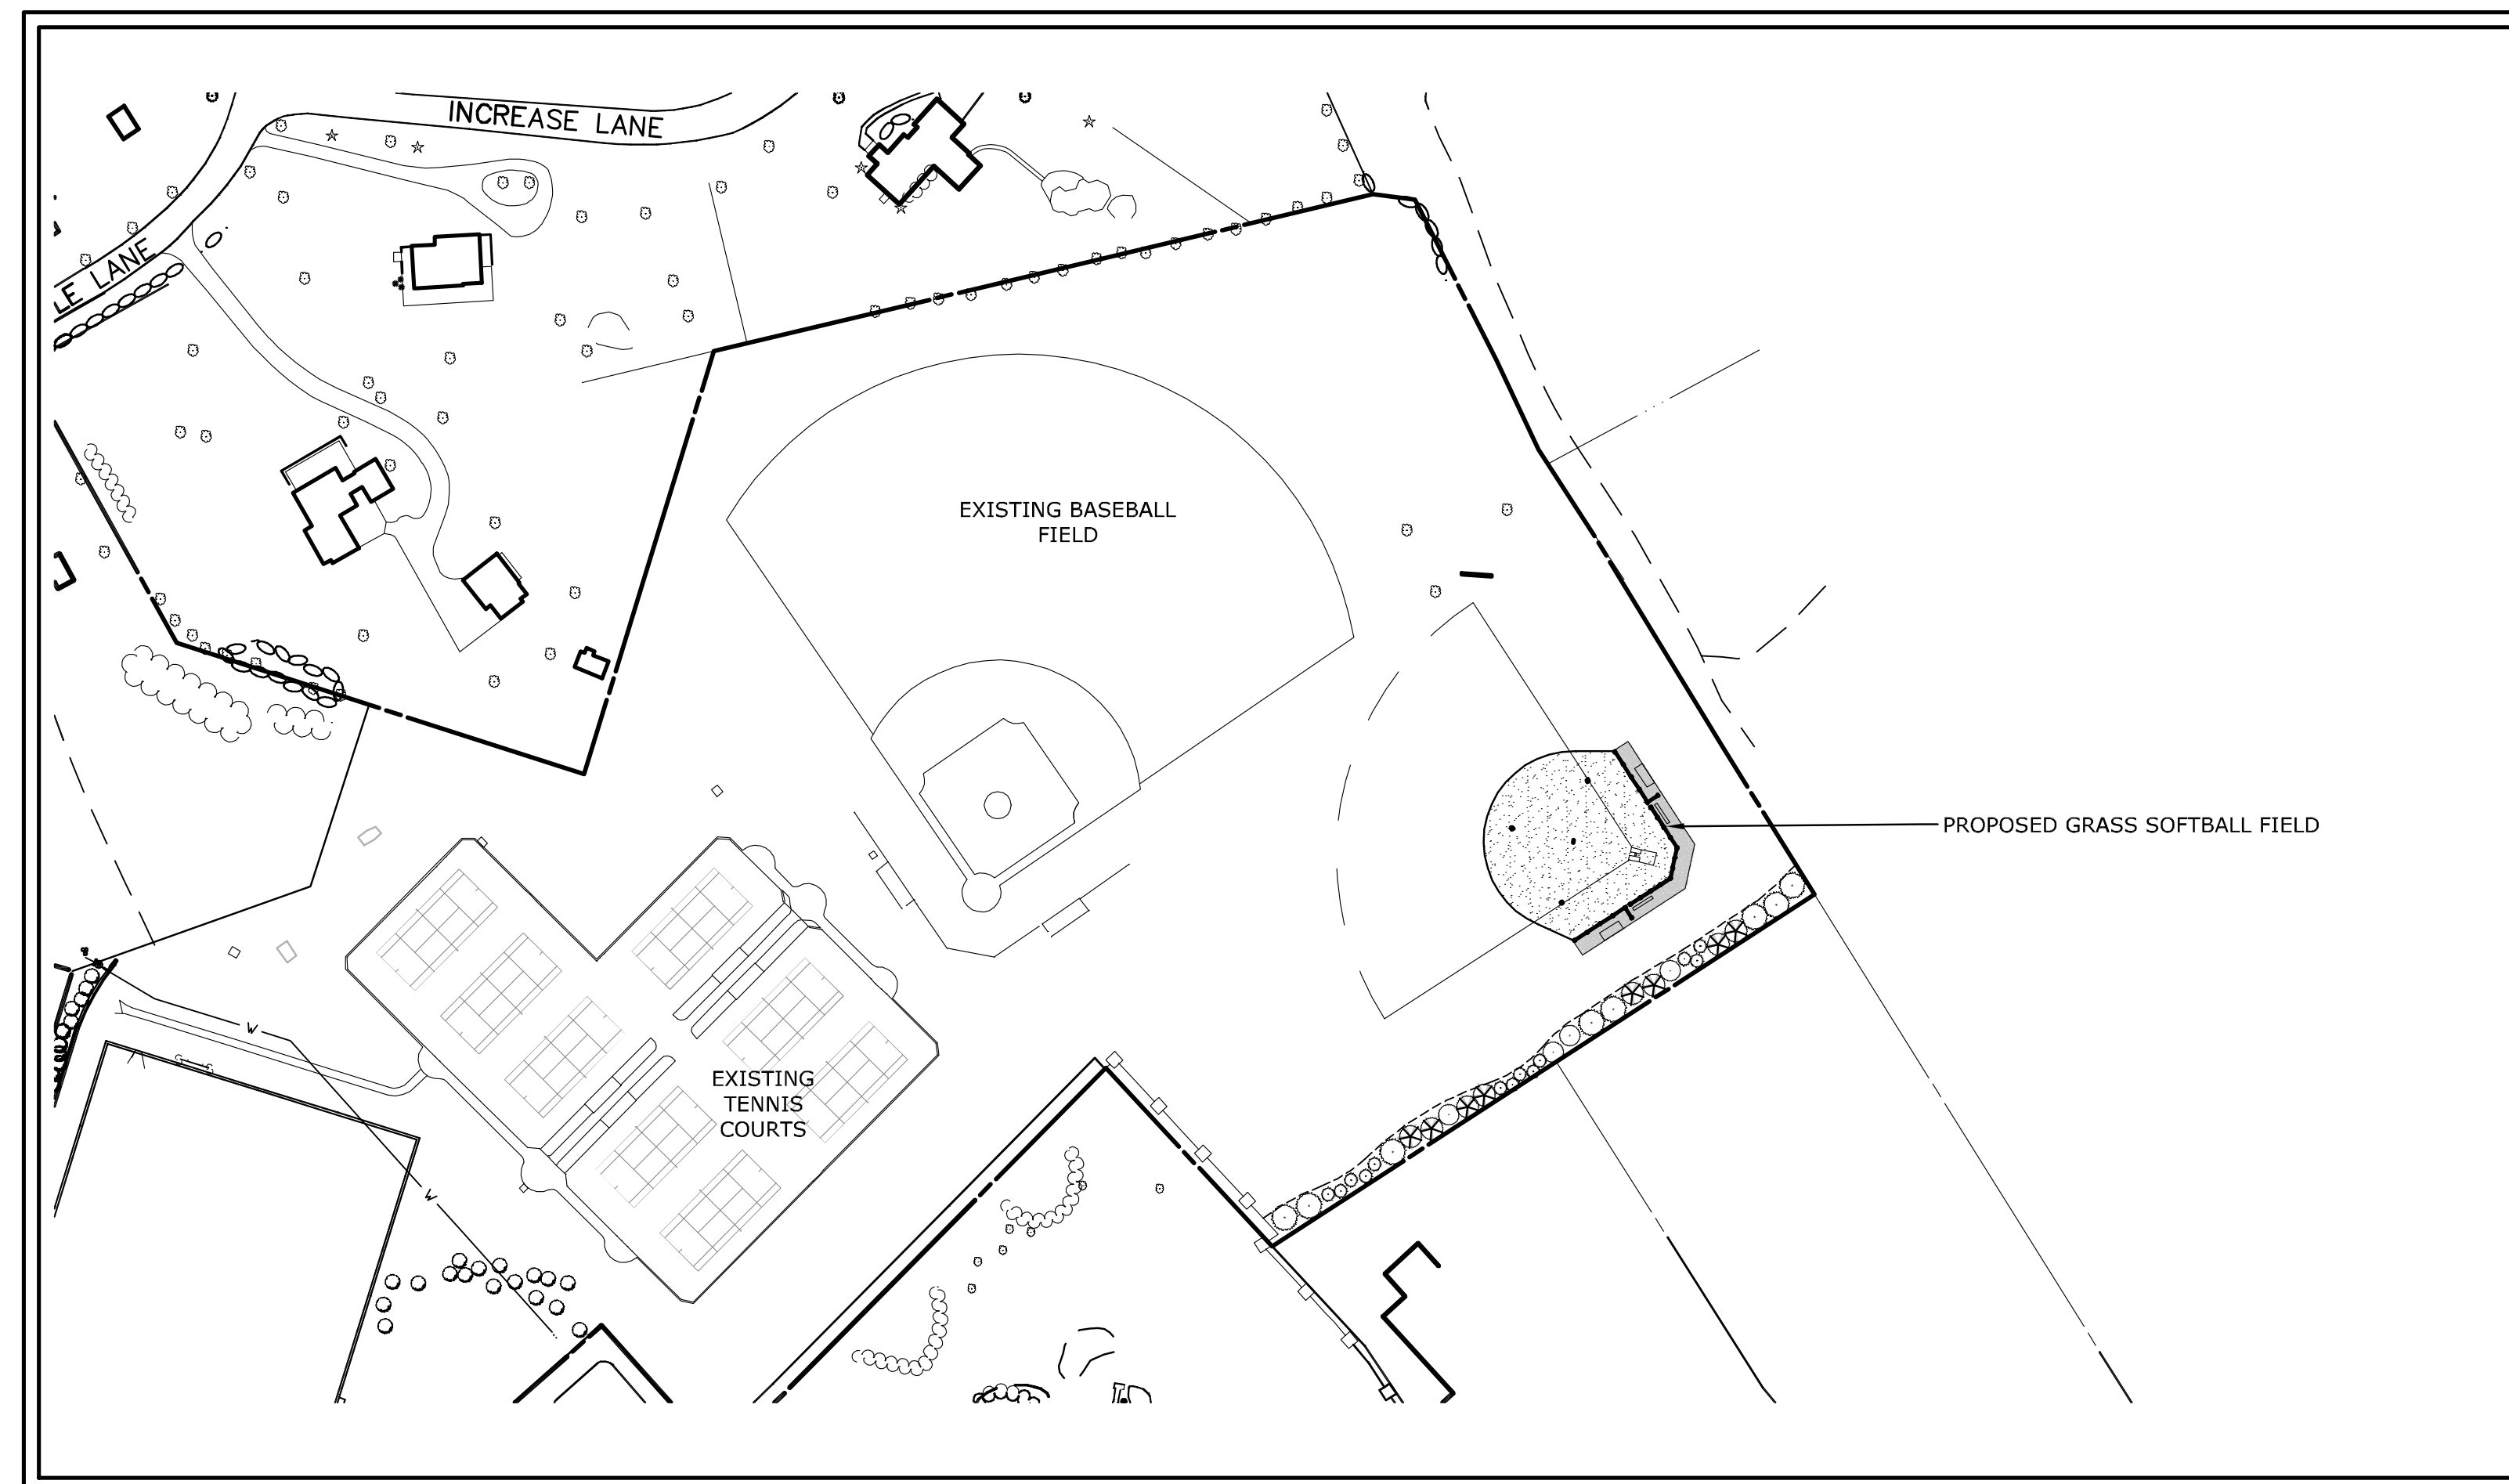 INCREASE LANE
LE LANE
EXISTING BASEBALL
FIELD
PROPOSED GRASS SOFTBALL FIELD
EXISTING
TENNIS
COURTS
W
W